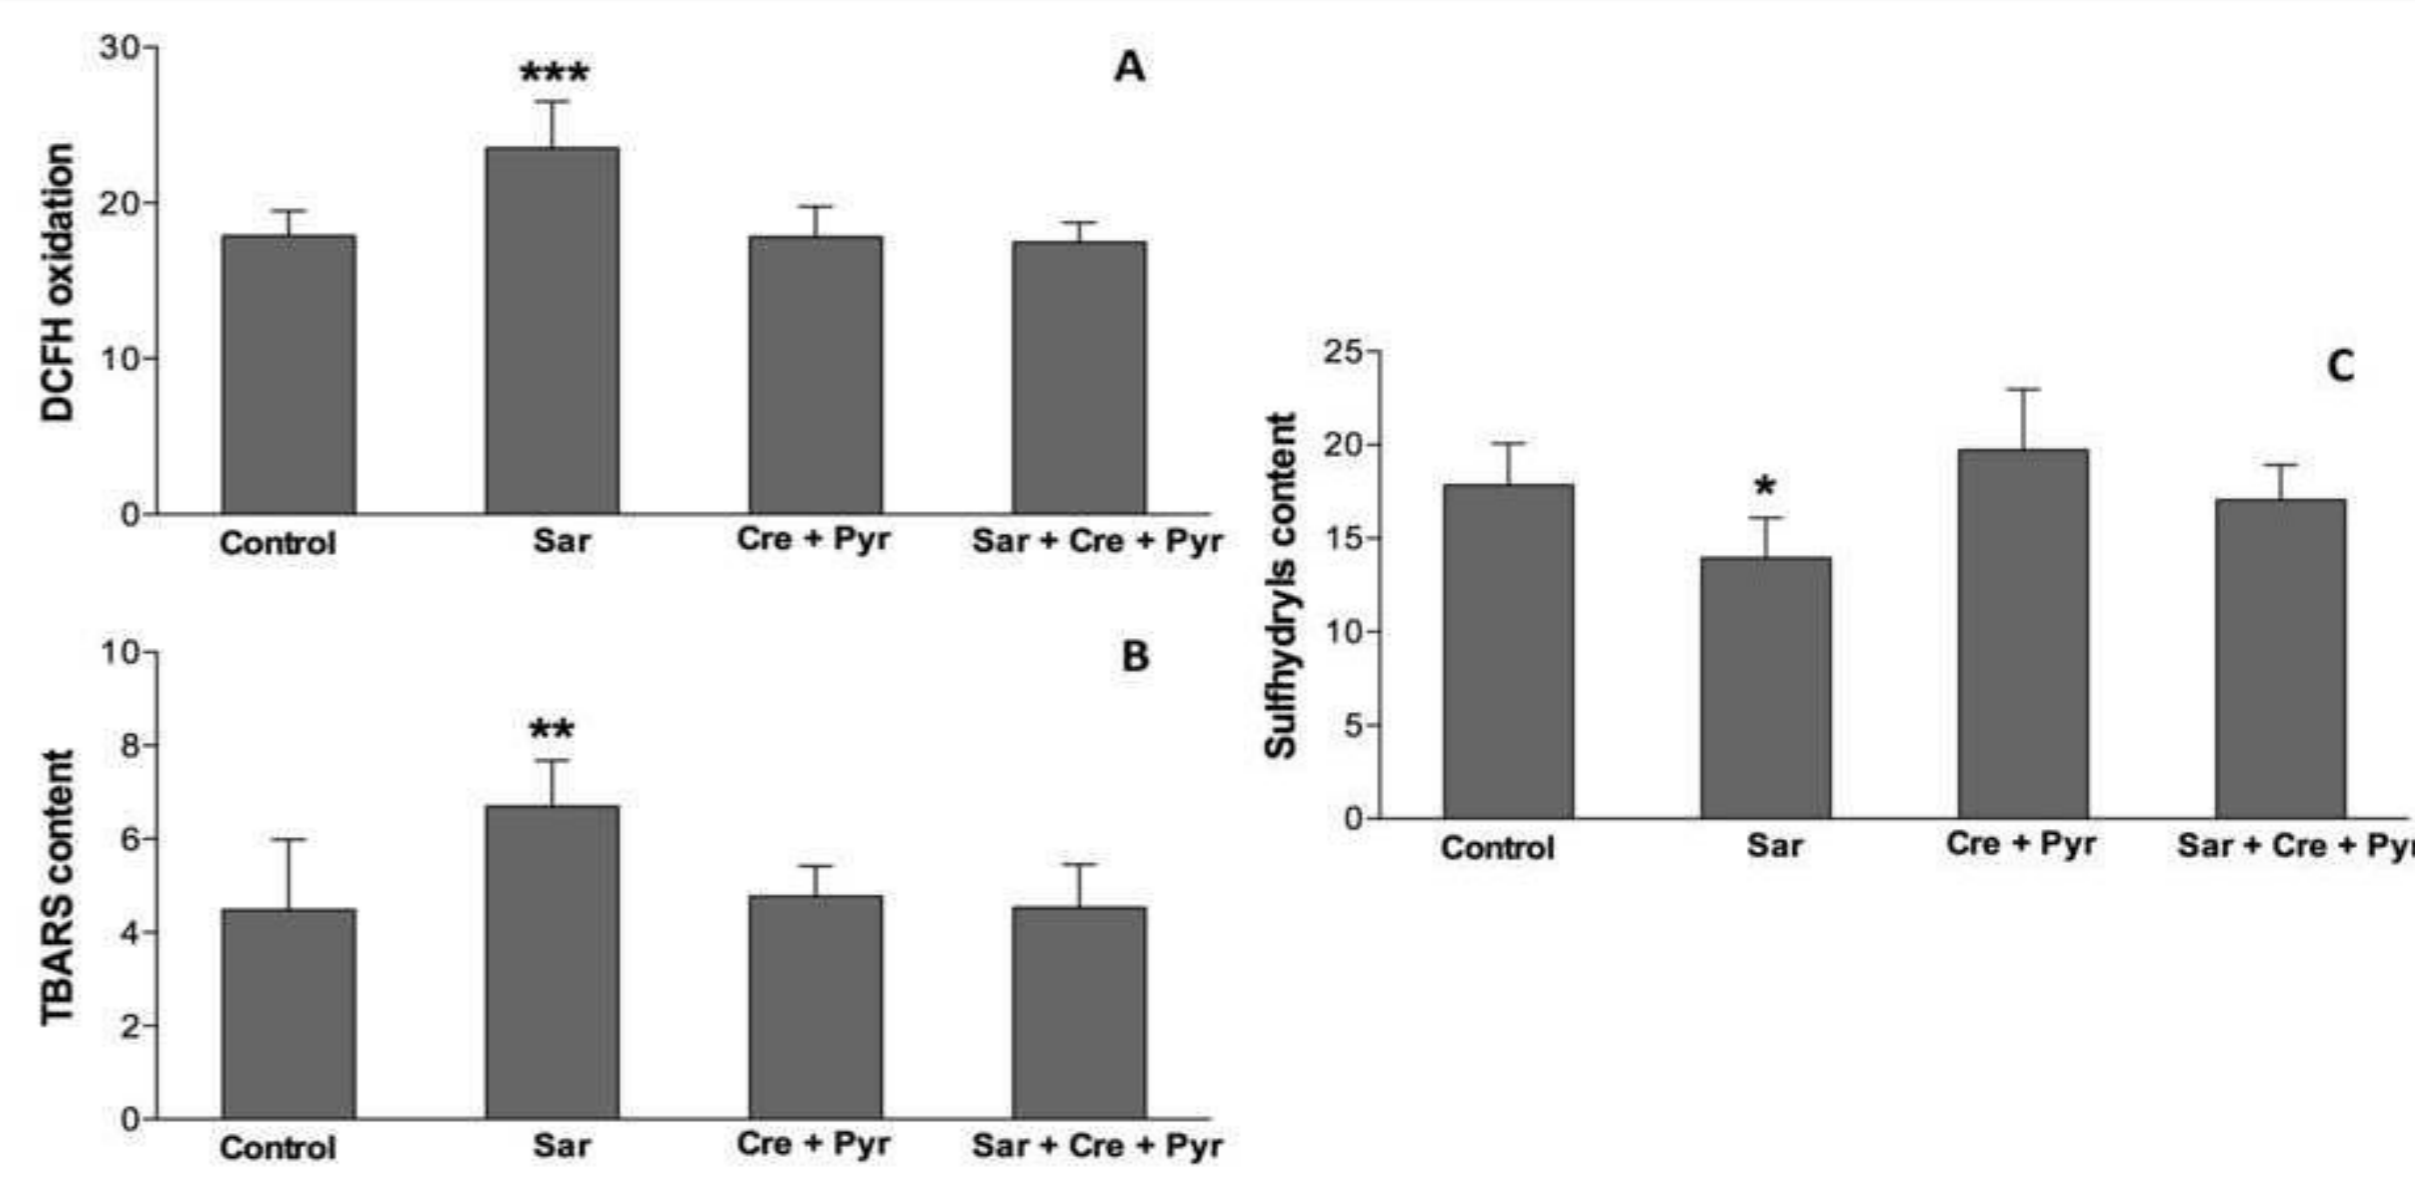 A
DCFH oxidation
30
20
10
0
***
Control Sar Cre + Pyr Sar + Cre + Pyr
B
TBARS content
10
8
6
4
2
0
**
Control Sar Cre + Pyr Sar + Cre + Pyr
C
Sulfhydryls content
25
20
15
10
5
0
*
Control Sar Cre + Pyr Sar + Cre + Pyr